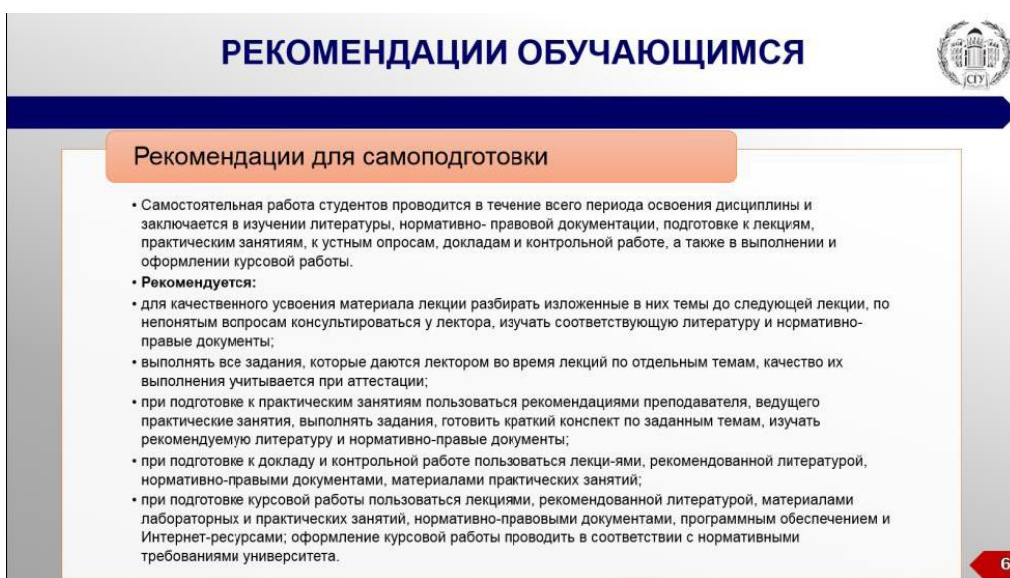 РЕКОМЕНДАЦИИ ОБУЧАЮЩИМСЯ
СГУ
Рекомендации для самоподготовки
• Самостоятельная работа студентов проводится в течение всего периода освоения дисциплины и
заключается в изучении литературы, нормативно- правовой документации, подготовке к лекциям,
практическим занятиям, к устным опросам, докладам и контрольной работе, а также в выполнении и
оформлении курсовой работы.
• Рекомендуется:
• для качественного усвоения материала лекции разбирать изложенные в них темы до следующей лекции, по
непонятым вопросам консультироваться у лектора, изучать соответствующую литературу и нормативно-
правые документы;
• выполнять все задания, которые даются лектором во время лекций по отдельным темам, качество их
выполнения учитывается при аттестации;
• при подготовке к практическим занятиям пользоваться рекомендациями преподавателя, ведущего
практические занятия, выполнять задания, готовить краткий конспект по заданным темам, изучать
рекомендуемую литературу и нормативно-правые документы;
• при подготовке к докладу и контрольной работе пользоваться лекци-ями, рекомендованной литературой,
нормативно-правыми документами, материалами практических занятий;
• при подготовке курсовой работы пользоваться лекциями, рекомендованной литературой, материалами
лабораторных и практических занятий, нормативно-правовыми документами, программным обеспечением и
Интернет-ресурсами; оформление курсовой работы проводить в соответствии с нормативными
требованиями университета.
6